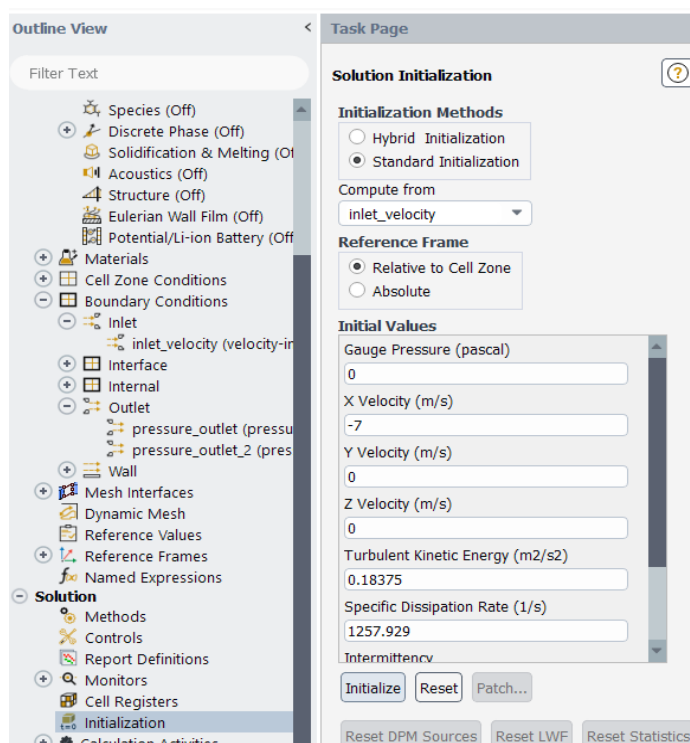 Outline View
<
Filter Text
Species (Off)
Discrete Phase (Off)
Solidification & Melting (Of
Acoustics (Off)
Structure (Off)
Eulerian Wall Film (Off)
Potential/Li-ion Battery (Off
Materials
Cell Zone Conditions
Boundary Conditions
Inlet
inlet_velocity (velocity-in
Interface
Internal
Outlet
pressure_outlet (pressu
pressure_outlet_2 (pres
Wall
Mesh Interfaces
Dynamic Mesh
Reference Values
Reference Frames
fx Named Expressions
Solution
Methods
Controls
Report Definitions
Monitors
Cell Registers
t=0 Initialization
Calculation Activities
Task Page
Solution Initialization
?
Initialization Methods
Hybrid Initialization
Standard Initialization
Compute from
inlet_velocity
Reference Frame
Relative to Cell Zone
Absolute
Initial Values
Gauge Pressure (pascal)
0
X Velocity (m/s)
-7
Y Velocity (m/s)
0
Z Velocity (m/s)
0
Turbulent Kinetic Energy (m2/s2)
0.18375
Specific Dissipation Rate (1/s)
1257.929
Intermittency
Initialize Reset Patch...
Reset DPM Sources Reset LWF Reset Statistics